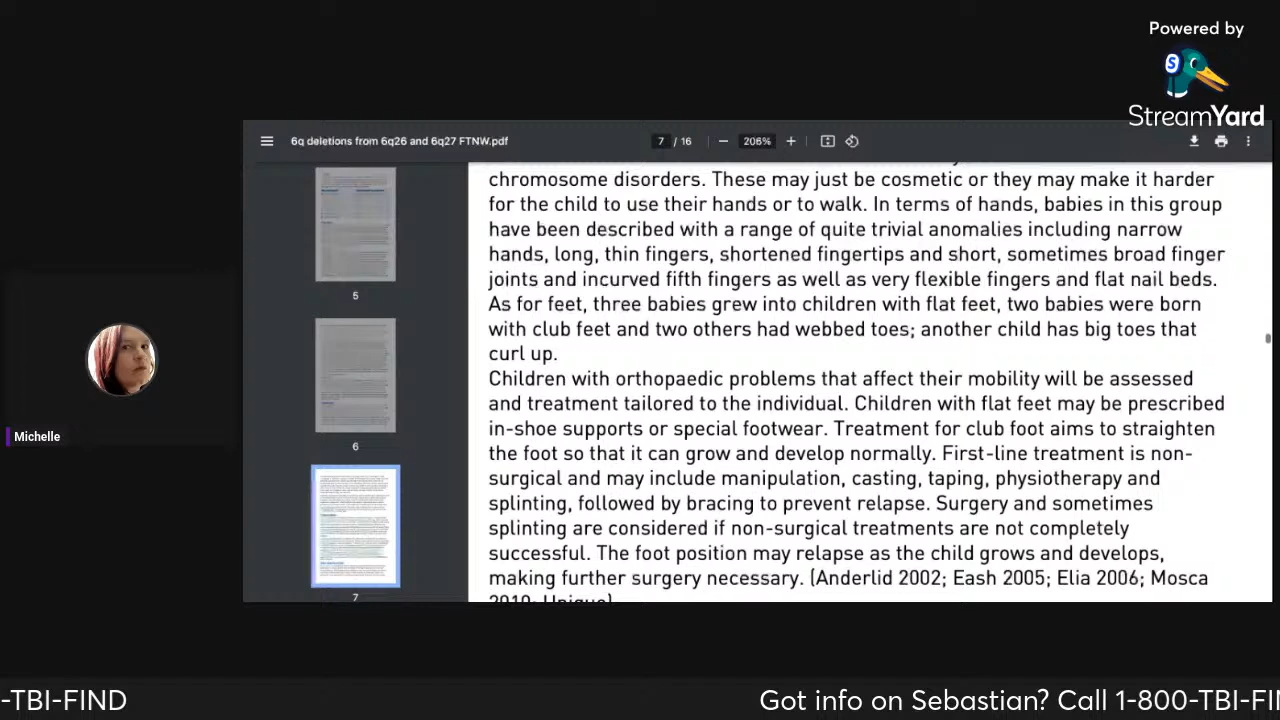 Powered by
StreamYard
6q deletions from 6q26 and 6q27 FTNW.pdf
7 / 16
206%
chromosome disorders. These may just be cosmetic or they may make it harder
for the child to use their hands or to walk. In terms of hands, babies in this group
have been described with a range of quite trivial anomalies including narrow
hands, long, thin fingers, shortened fingertips and short, sometimes broad finger
joints and incurved fifth fingers as well as very flexible fingers and flat nail beds.
As for feet, three babies grew into children with flat feet, two babies were born
with club feet and two others had webbed toes; another child has big toes that
curl up.
Children with orthopaedic problems that affect their mobility will be assessed
and treatment tailored to the individual. Children with flat feet may be prescribed
in-shoe supports or special footwear. Treatment for club foot aims to straighten
the foot so that it can grow and develop normally. First-line treatment is non-
surgical and may include manipulation, casting, taping, physiotherapy and
splinting, followed by bracing to prevent relapse. Surgery and sometimes
pinning are considered if non-surgical treatments are not completely
successful. The foot position may relapse as the child grows and develops,
making further surgery necessary. (Anderlid 2002; Eash 2005; Elia 2006; Mosca
5
6
7
Michelle
-TBI-FIND
Got info on Sebastian? Call 1-800-TBI-FI